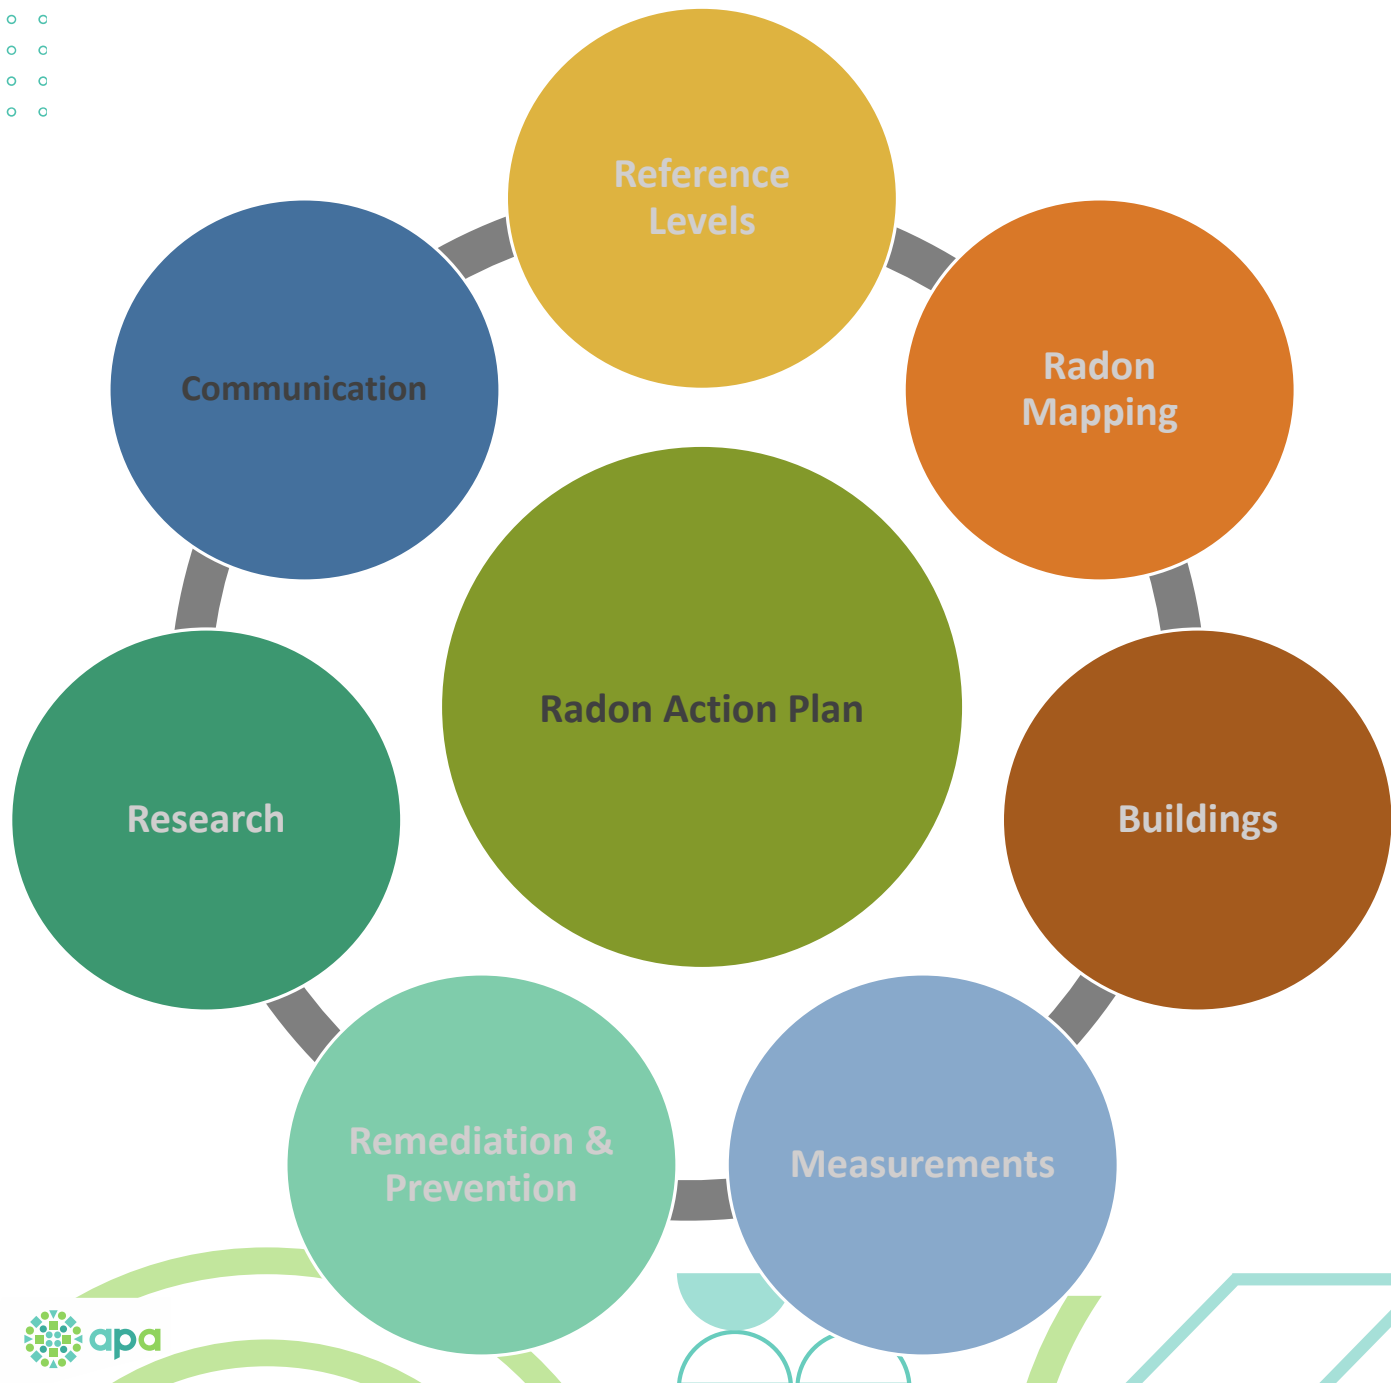 Reference
Levels
Radon
Mapping
Communication
Radon Action Plan
Buildings
Research
Remediation &
Prevention
Measurements
apa